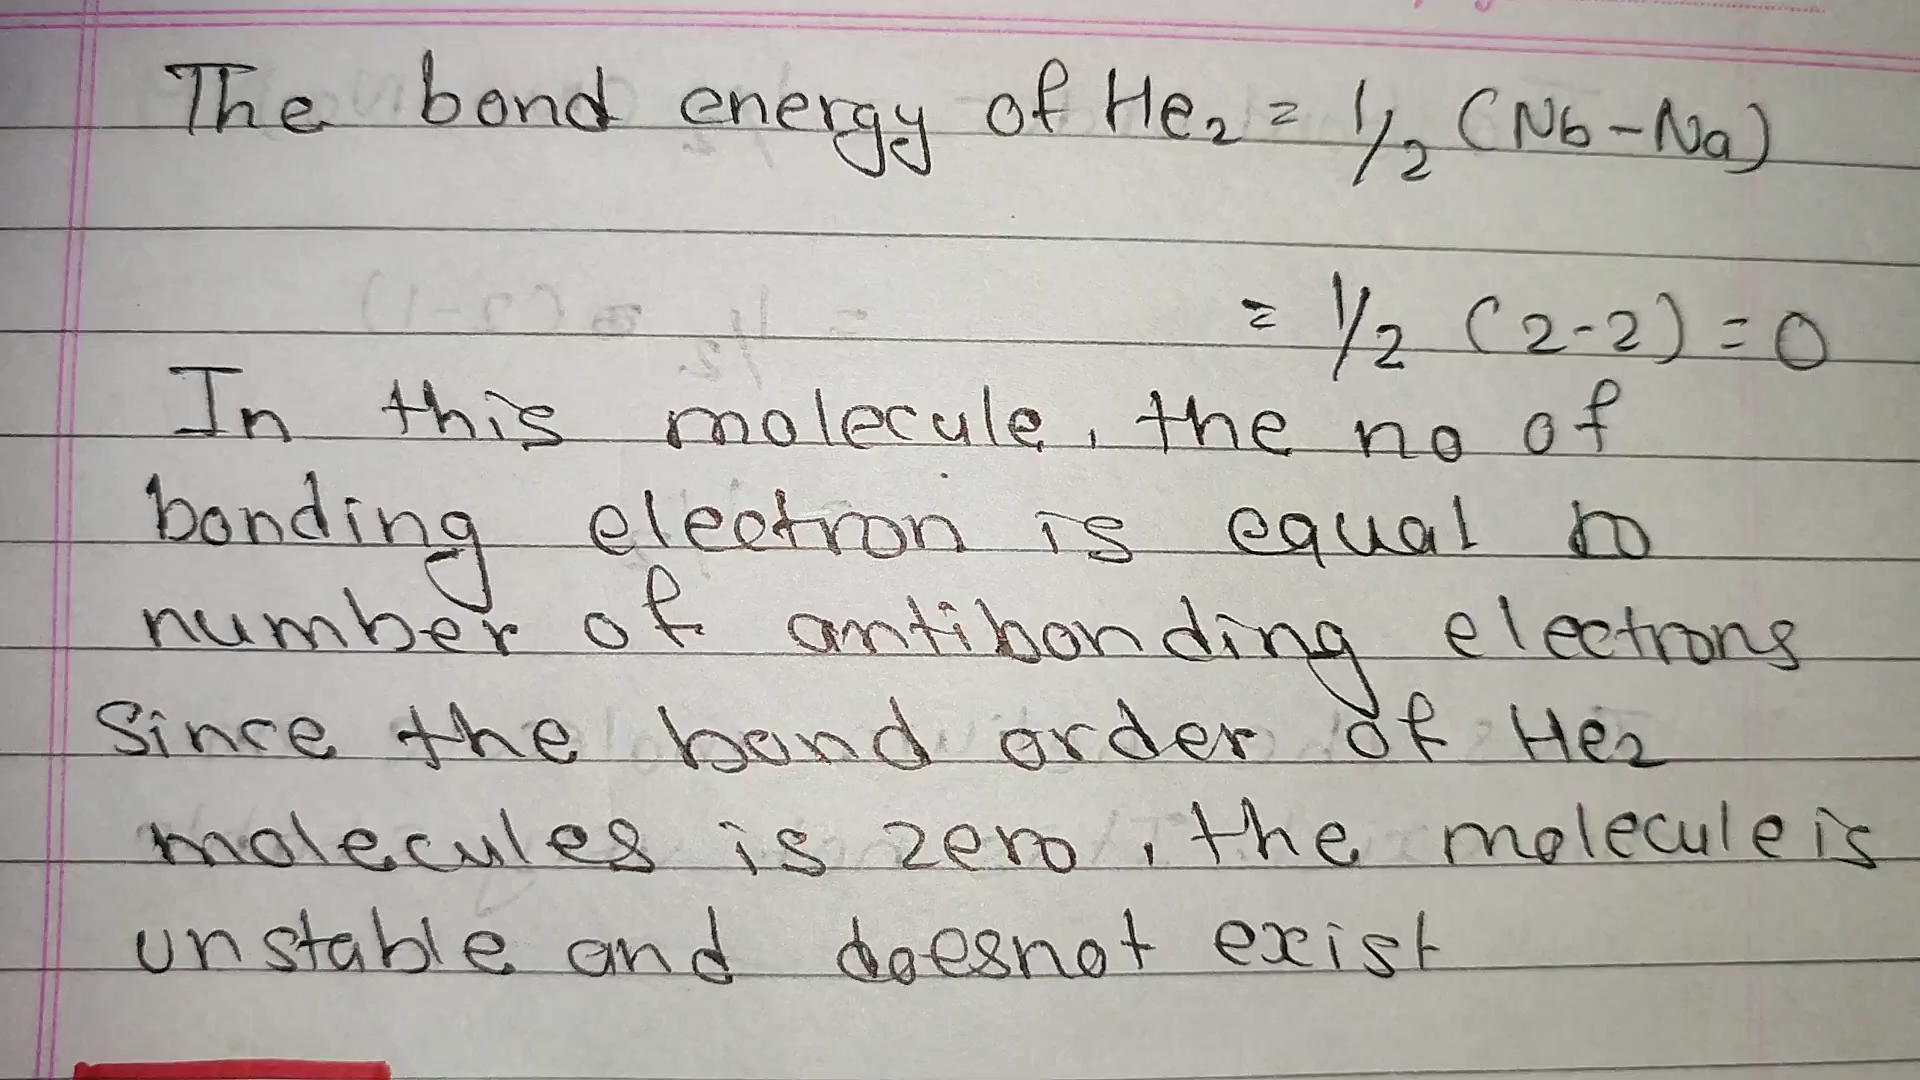 The bond energy of He₂ = 1/2 (Nb-Na)
= 1/2 (2-2) = 0
In this molecule, the no of
bonding electron is equal to
number of antibonding electrons
Since the bond order of He2
molecules is zero, the molecule is
unstable and doesnot exist